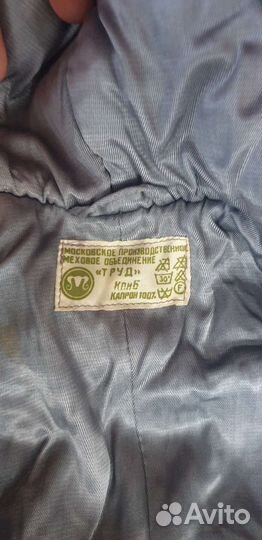 МОСКОВСКОЕ ПРОИЗВОДСТВЕННОЕ
МЕХОВОЕ ОБЪЕДИНЕНИЕ
«ТРУД»
30°
КПИБ
КАПРОН 100%
F
Avito